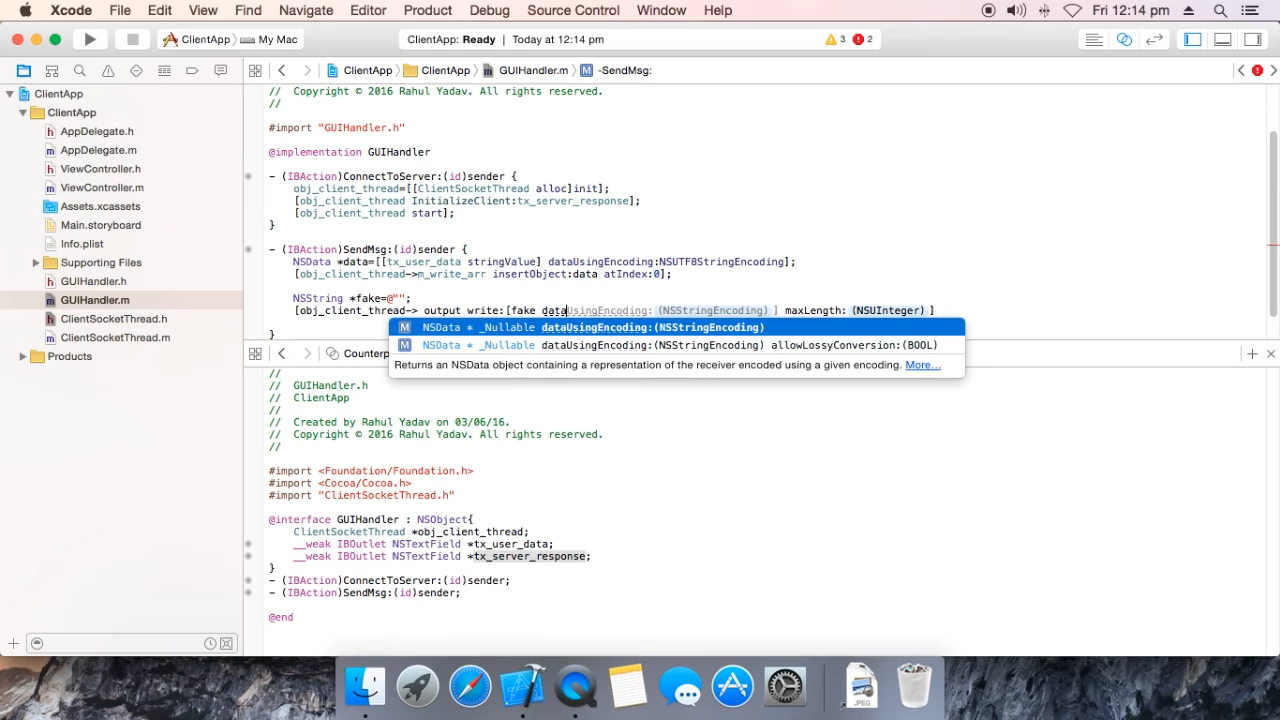 Xcode File Edit View Find Navigate Editor Product Debug Source Control Window Help Fri 12:14 pm
ClientApp My Mac ClientApp: Ready Today at 12:14 pm 3 2
ClientApp ClientApp GUIHandler.m M -SendMsg:
ClientApp
ClientApp
h AppDelegate.h
m AppDelegate.m
h ViewController.h
m ViewController.m
Assets.xcassets
Main.storyboard
Info.plist
Supporting Files
h GUIHandler.h
m GUIHandler.m
h ClientSocketThread.h
m ClientSocketThread.m
Products
// Copyright © 2016 Rahul Yadav. All rights reserved.
//
#import "GUIHandler.h"
@implementation GUIHandler
- (IBAction)ConnectToServer:(id)sender {
obj_client_thread=[[ClientSocketThread alloc]init];
[obj_client_thread InitializeClient:tx_server_response];
[obj_client_thread start];
}
- (IBAction)SendMsg:(id)sender {
NSData *data=[[tx_user_data stringValue] dataUsingEncoding:NSUTF8StringEncoding];
[obj_client_thread->m_write_arr insertObject:data atIndex:0];
NSString *fake=@"";
[obj_client_thread-> output write:[fake dataUsingEncoding:(NSStringEncoding)] maxLength:(NSUInteger)]
}
M NSData * _Nullable dataUsingEncoding:(NSStringEncoding)
M NSData * _Nullable dataUsingEncoding:(NSStringEncoding) allowLossyConversion:(BOOL)
Returns an NSData object containing a representation of the receiver encoded using a given encoding. More...
Counterp
//
// GUIHandler.h
// ClientApp
//
// Created by Rahul Yadav on 03/06/16.
// Copyright © 2016 Rahul Yadav. All rights reserved.
//
#import <Foundation/Foundation.h>
#import <Cocoa/Cocoa.h>
#import "ClientSocketThread.h"
@interface GUIHandler : NSObject{
ClientSocketThread *obj_client_thread;
__weak IBOutlet NSTextField *tx_user_data;
__weak IBOutlet NSTextField *tx_server_response;
}
- (IBAction)ConnectToServer:(id)sender;
- (IBAction)SendMsg:(id)sender;
@end
JPEG